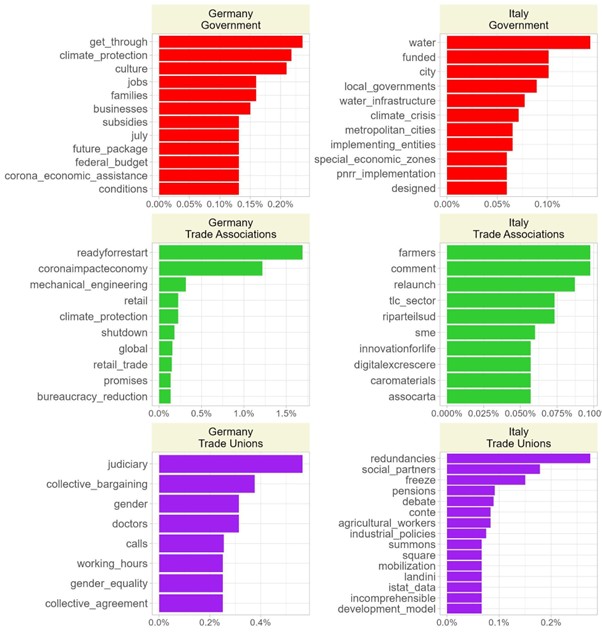 Germany
Government
get_through
climate_protection
culture
jobs
families
businesses
subsidies
july
future_package
federal_budget
corona_economic_assistance
conditions
0.00% 0.05% 0.10% 0.15% 0.20%
Italy
Government
water
funded
city
local_governments
water_infrastructure
climate_crisis
metropolitan_cities
implementing_entities
special_economic_zones
pnrr_implementation
designed
0.00% 0.05% 0.10%
Germany
Trade Associations
readyforrestart
coronaimpacteconomy
mechanical_engineering
retail
climate_protection
shutdown
global
retail_trade
promises
bureaucracy_reduction
0.0% 0.5% 1.0% 1.5%
Italy
Trade Associations
farmers
comment
relaunch
tlc_sector
riparteilsud
sme
innovationforlife
digitalexcrescere
caromaterials
assocarta
0.000% 0.025% 0.050% 0.075% 0.100
Germany
Trade Unions
judiciary
collective_bargaining
gender
doctors
calls
working_hours
gender_equality
collective_agreement
0.0% 0.2% 0.4%
Italy
Trade Unions
redundancies
social_partners
freeze
pensions
debate
conte
agricultural_workers
industrial_policies
summons
square
mobilization
landini
istat_data
incomprehensible
development_model
0.0% 0.1% 0.2%